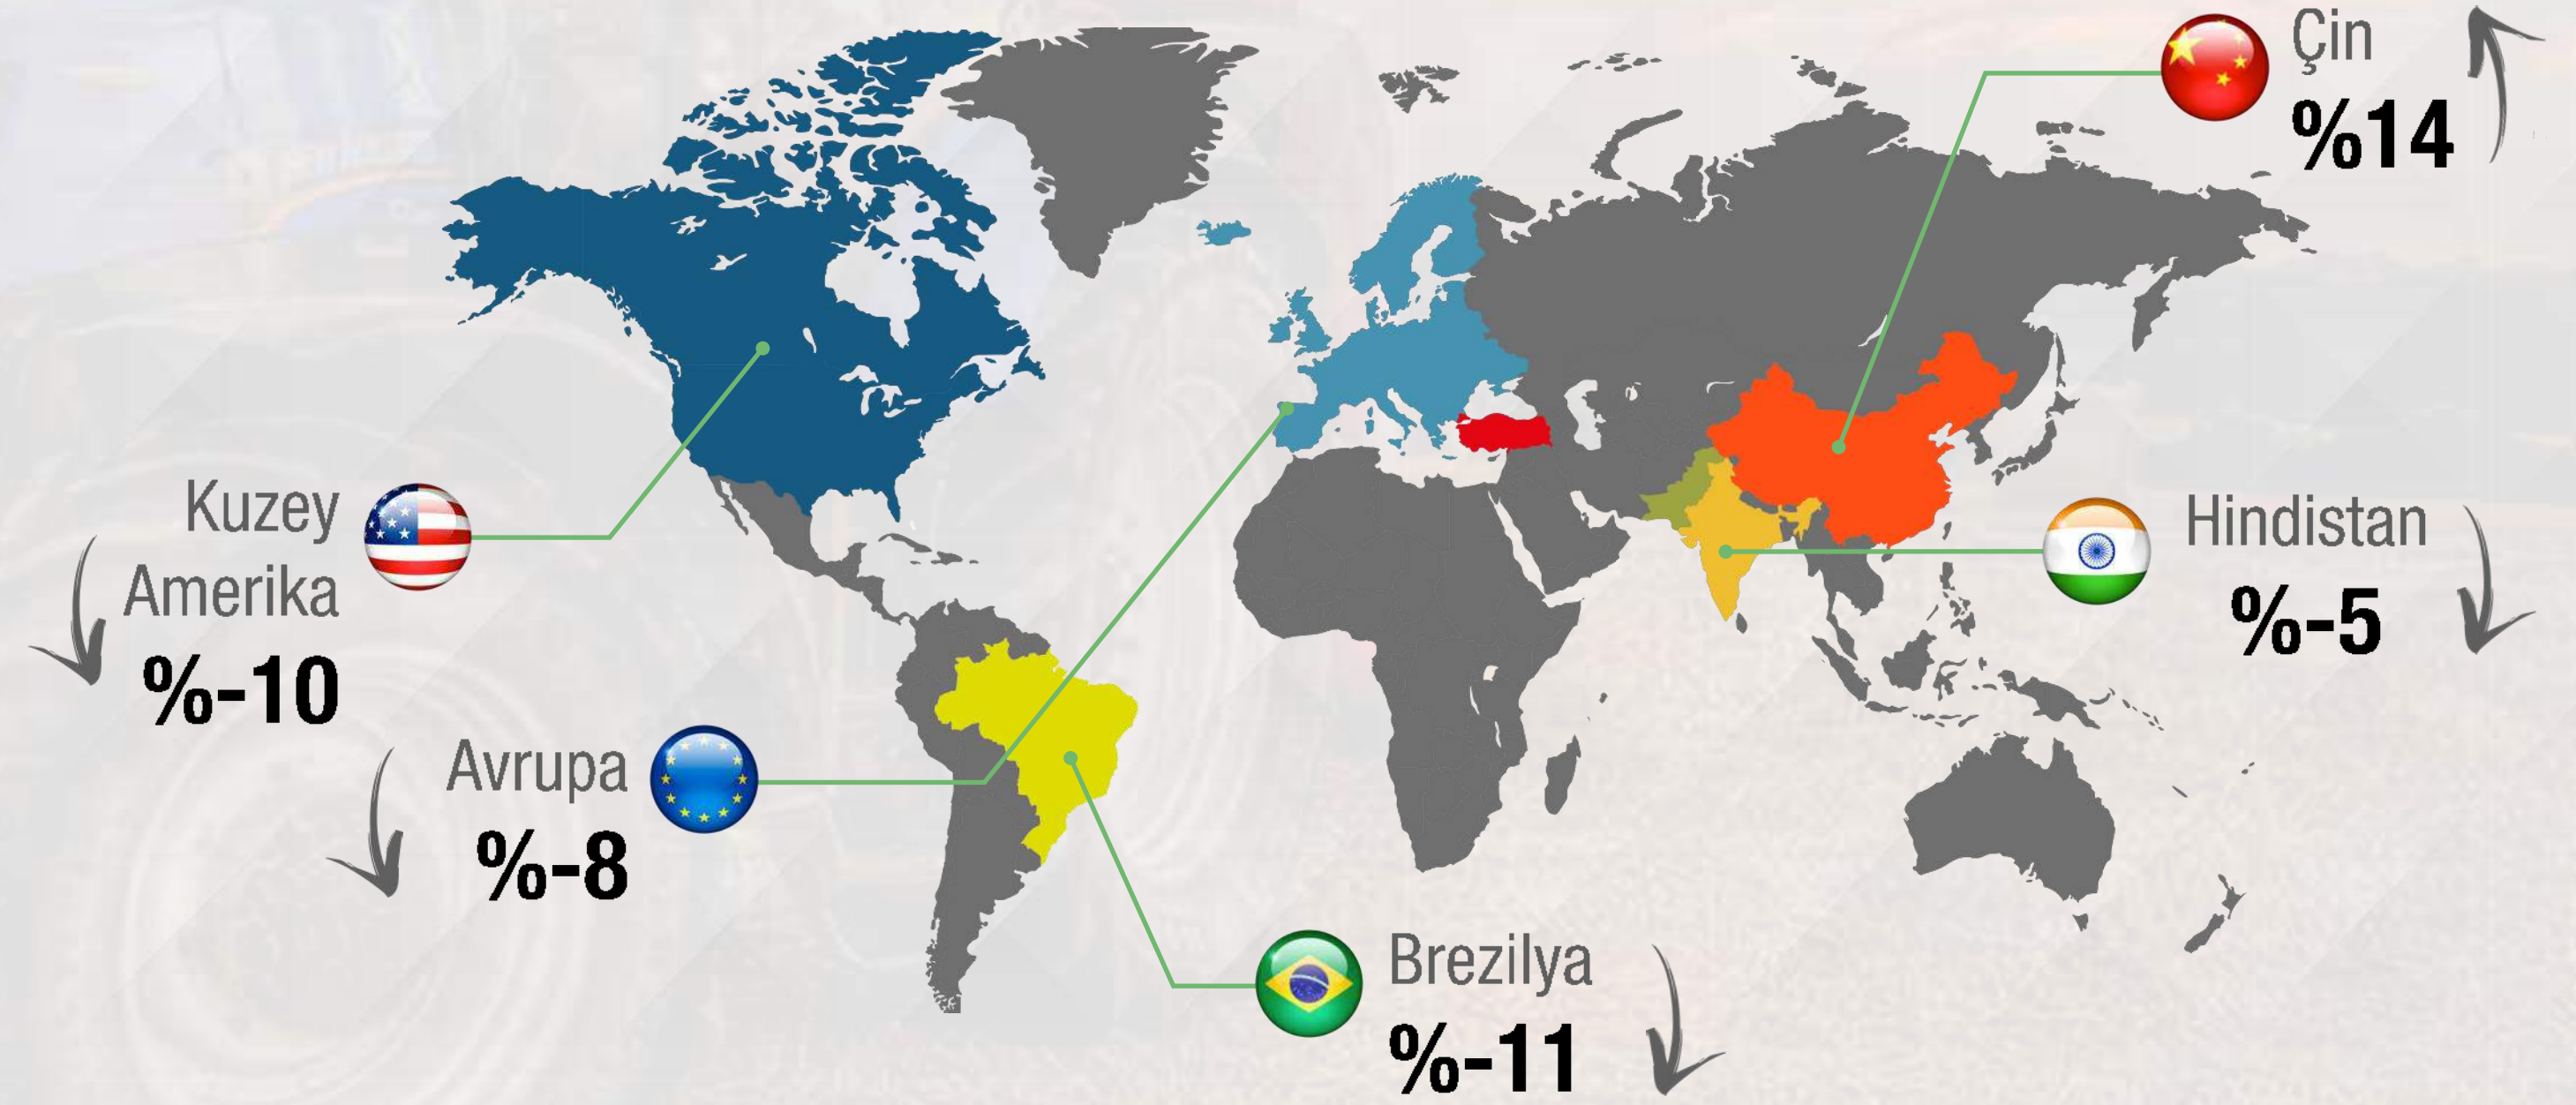 Çin
%14
Kuzey
Amerika
%-10
Hindistan
%-5
Avrupa
%-8
Brezilya
%-11